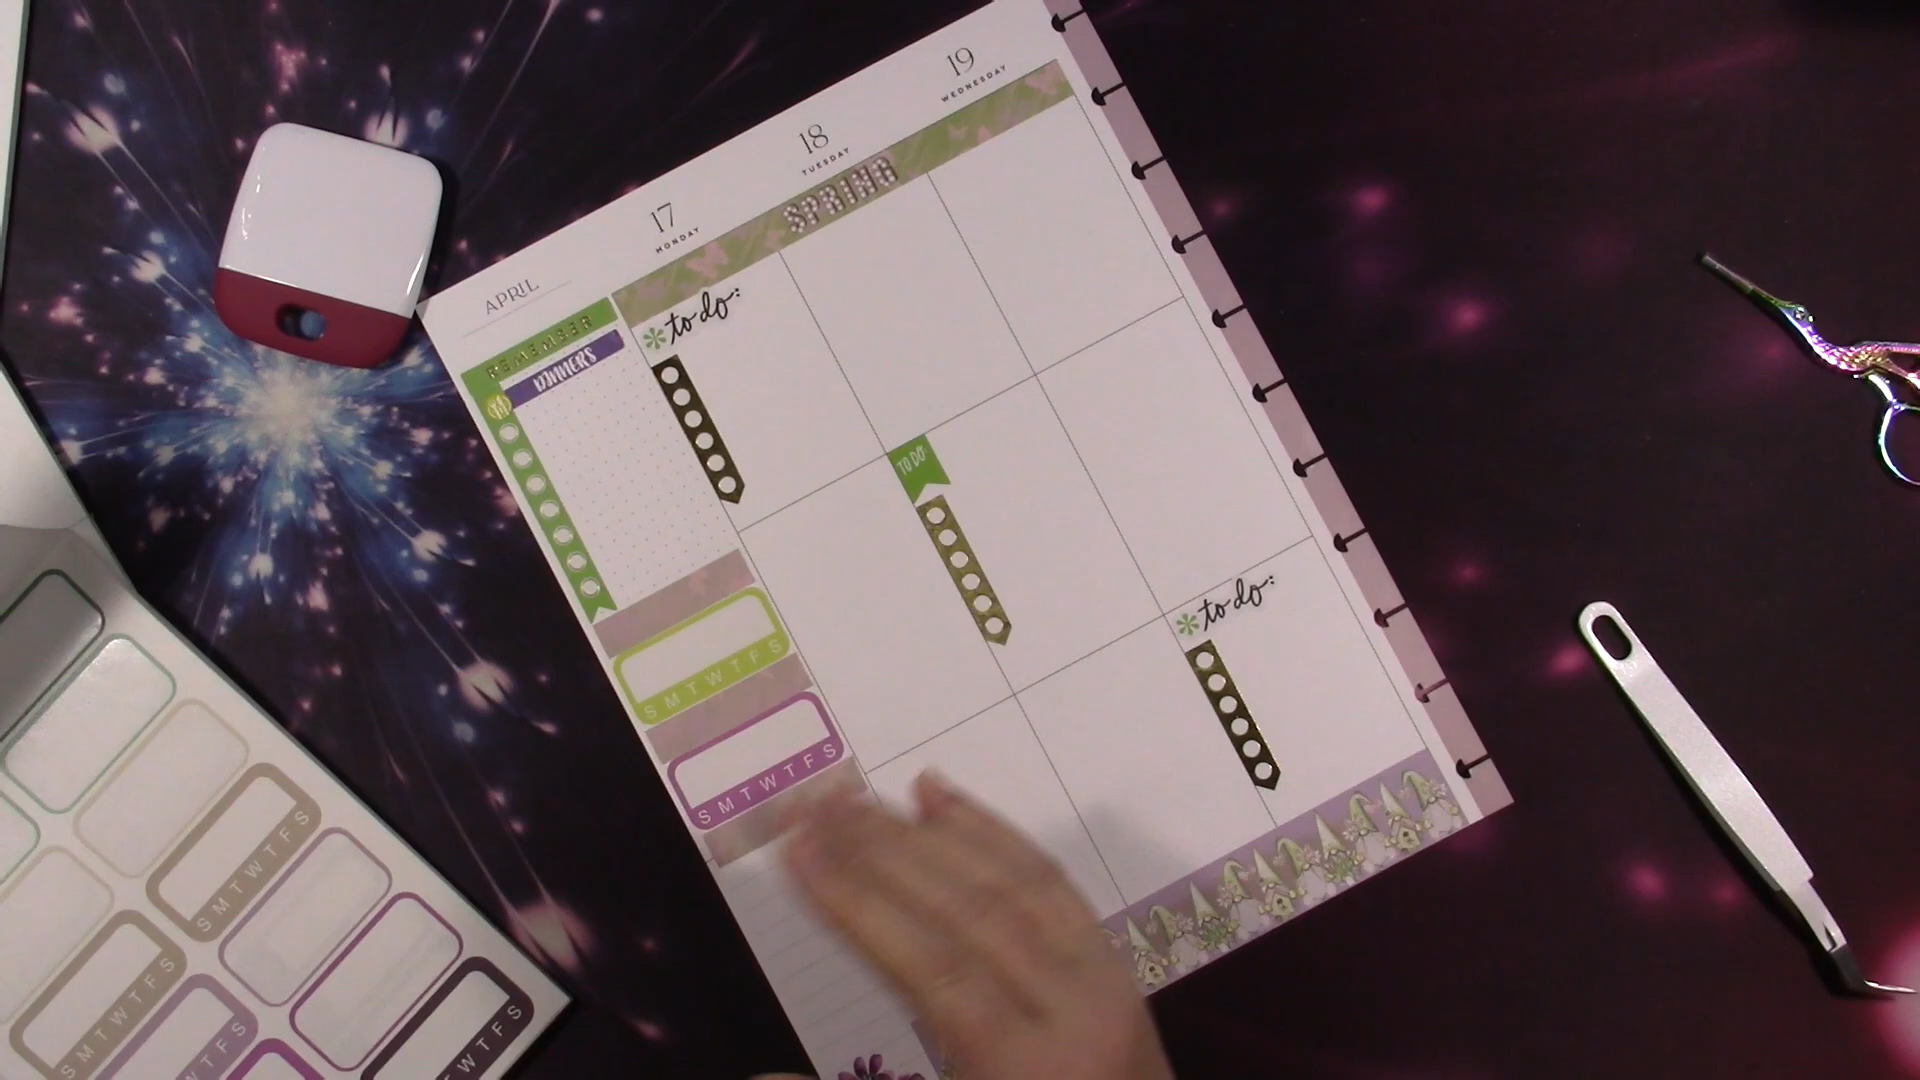 19
WEDNESDAY
18
TUESDAY
17
MONDAY
APRIL
SPRING
REMEMBER
DINNERS
M
to do:
TO DO:
to do:
S M T W T F S
S M T W T F S
S M T W T F S
S M T W T F S
W T F S
W T F S